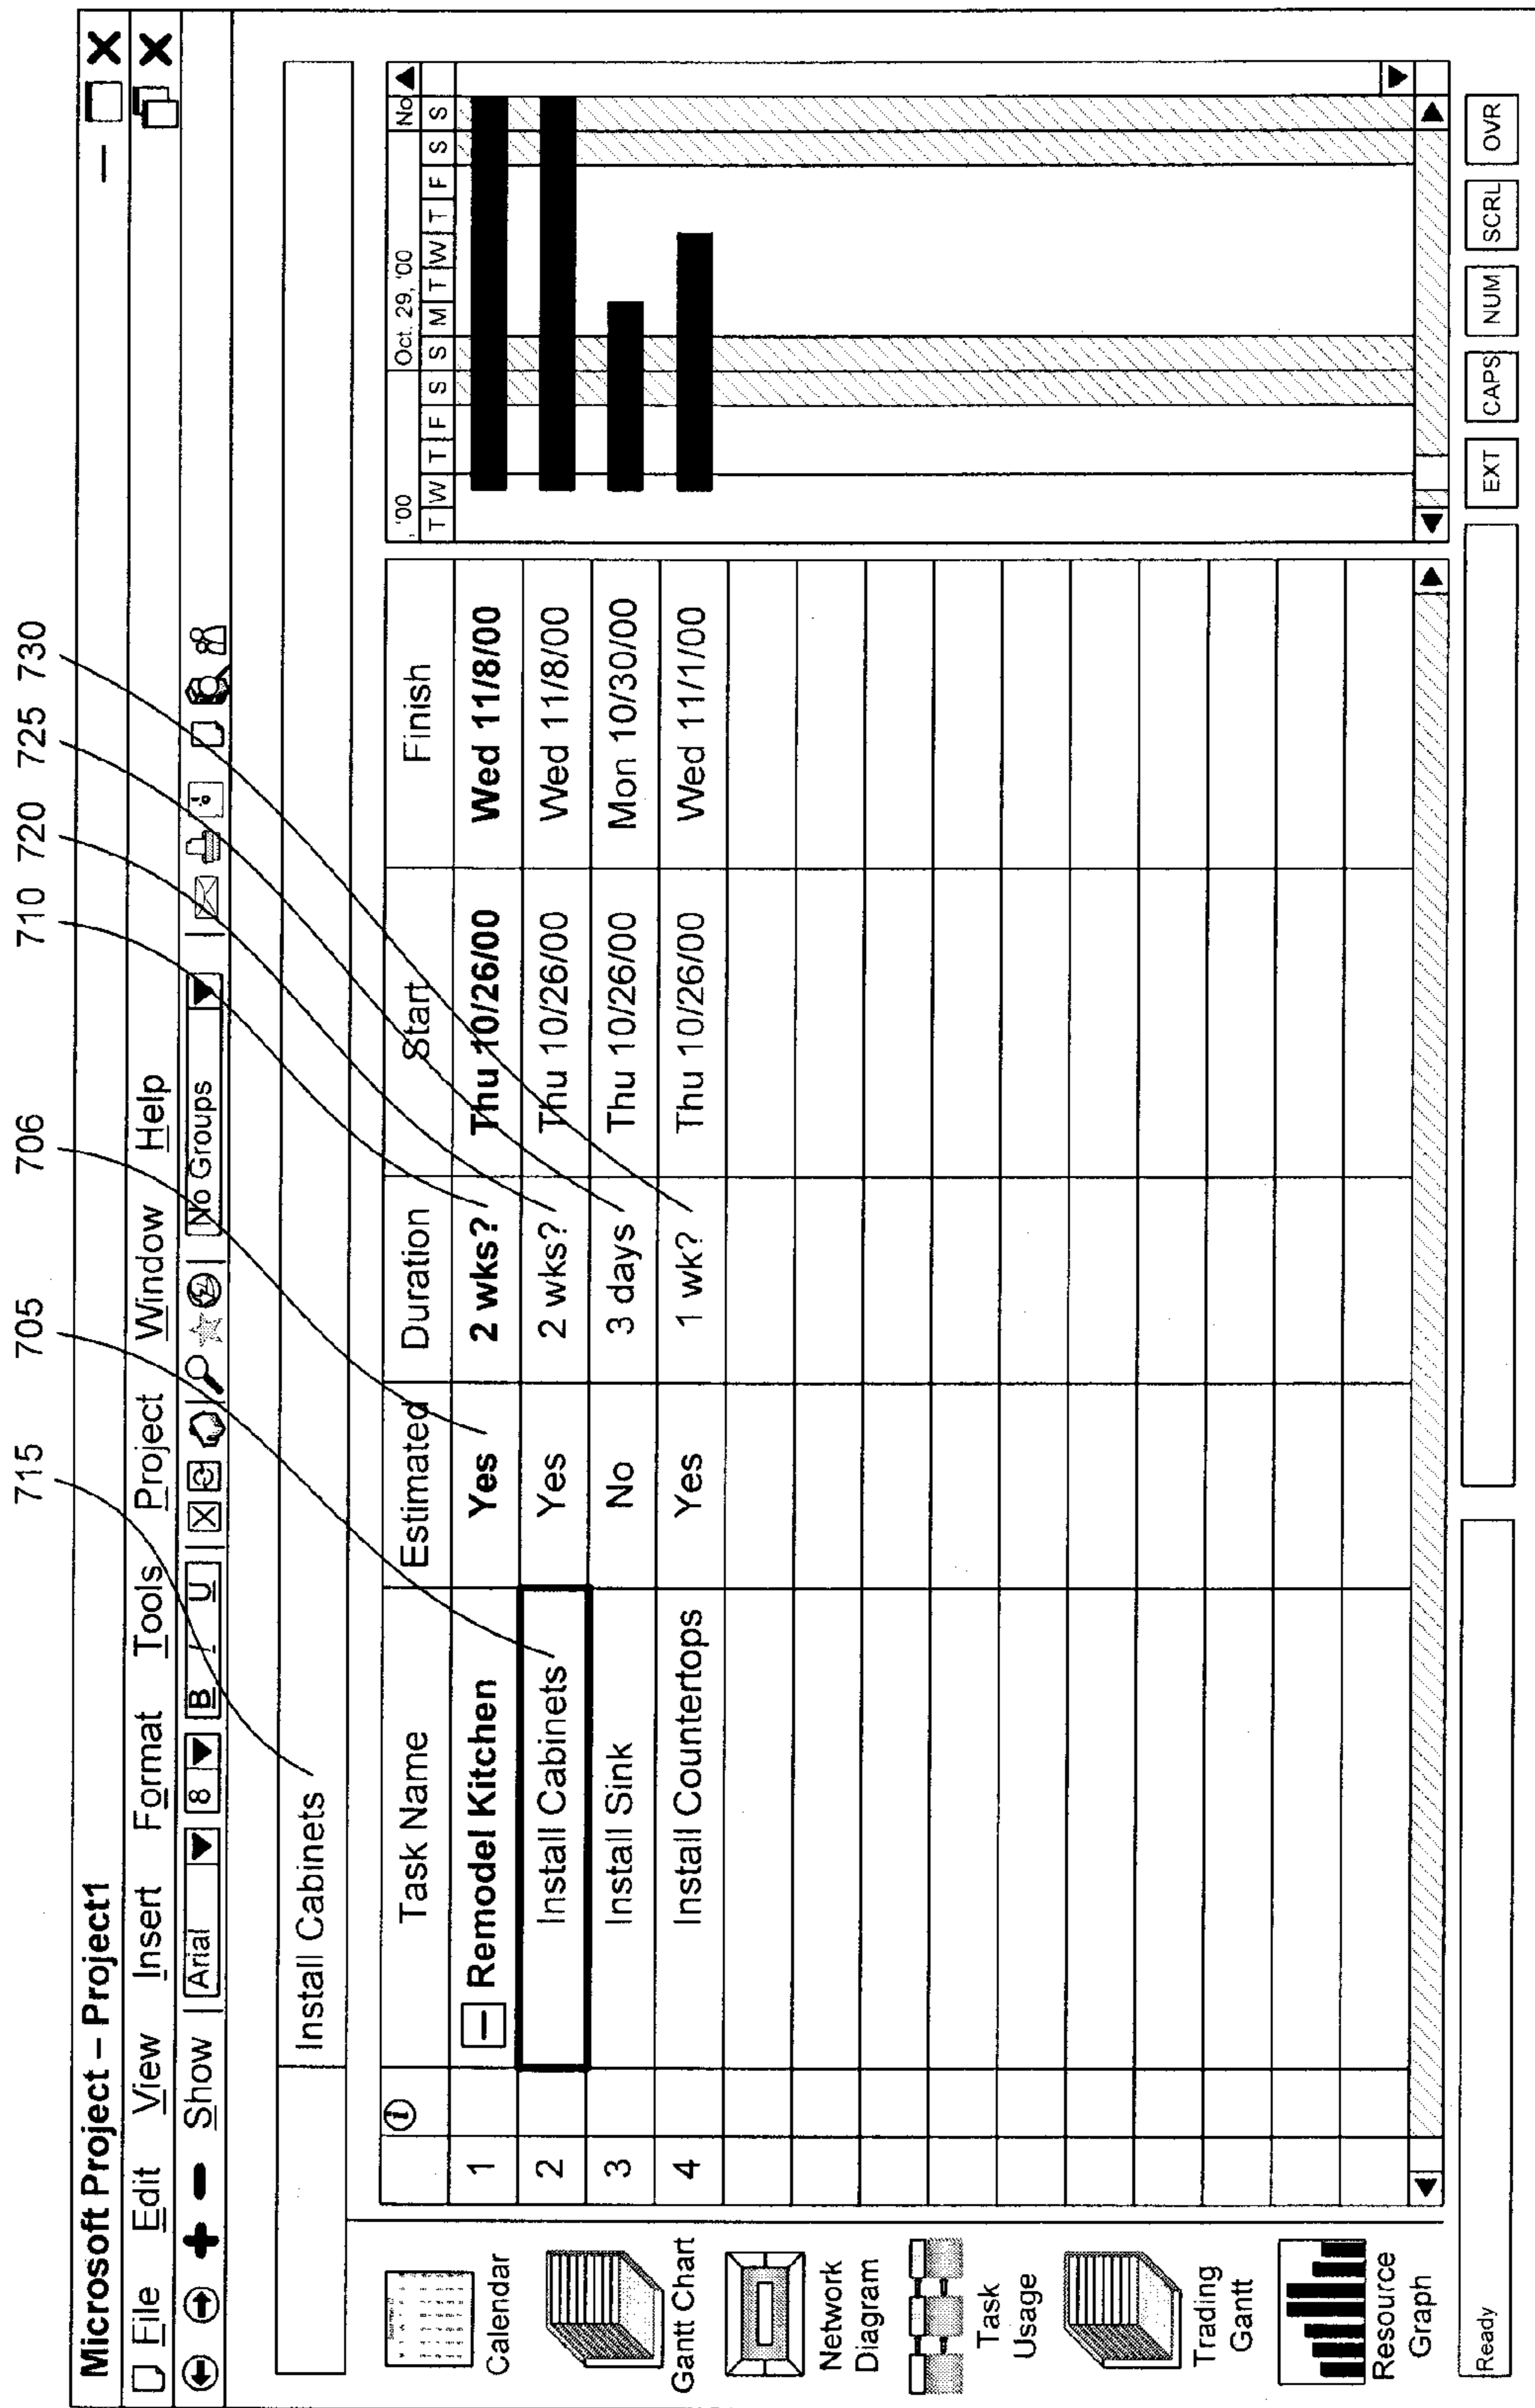 715 705 706 710 720 725 730
Microsoft Project – Project1
File Edit View Insert Format Tools Project Window Help
Show Arial 8 B I U No Groups
Install Cabinets
Task Name Estimated Duration Start Finish
, '00 Oct. 29, '00 No
T W T F S S M T W T F S S
1 Remodel Kitchen Yes 2 wks? Thu 10/26/00 Wed 11/8/00
2 Install Cabinets Yes 2 wks? Thu 10/26/00 Wed 11/8/00
3 Install Sink No 3 days Thu 10/26/00 Mon 10/30/00
4 Install Countertops Yes 1 wk? Thu 10/26/00 Wed 11/1/00
Calendar
Gantt Chart
Network
Diagram
Task
Usage
Trading
Gantt
Resource
Graph
Ready EXT CAPS NUM SCRL OVR